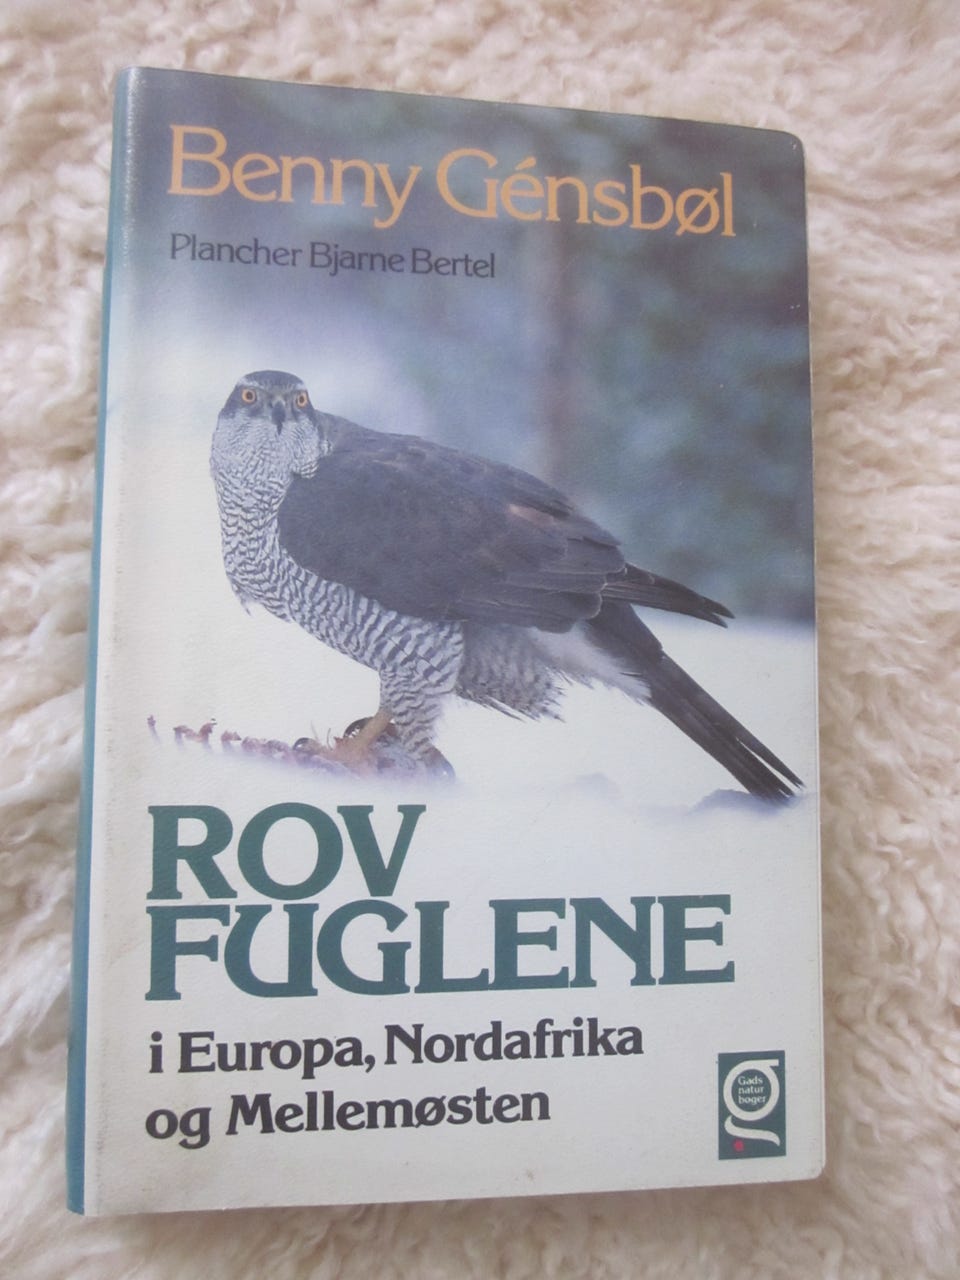 Benny Génsbøl
Plancher Bjarne Bertel
ROV
FUGLENE
i Europa, Nordafrika
og Mellemøsten
Gads
natur
bøger